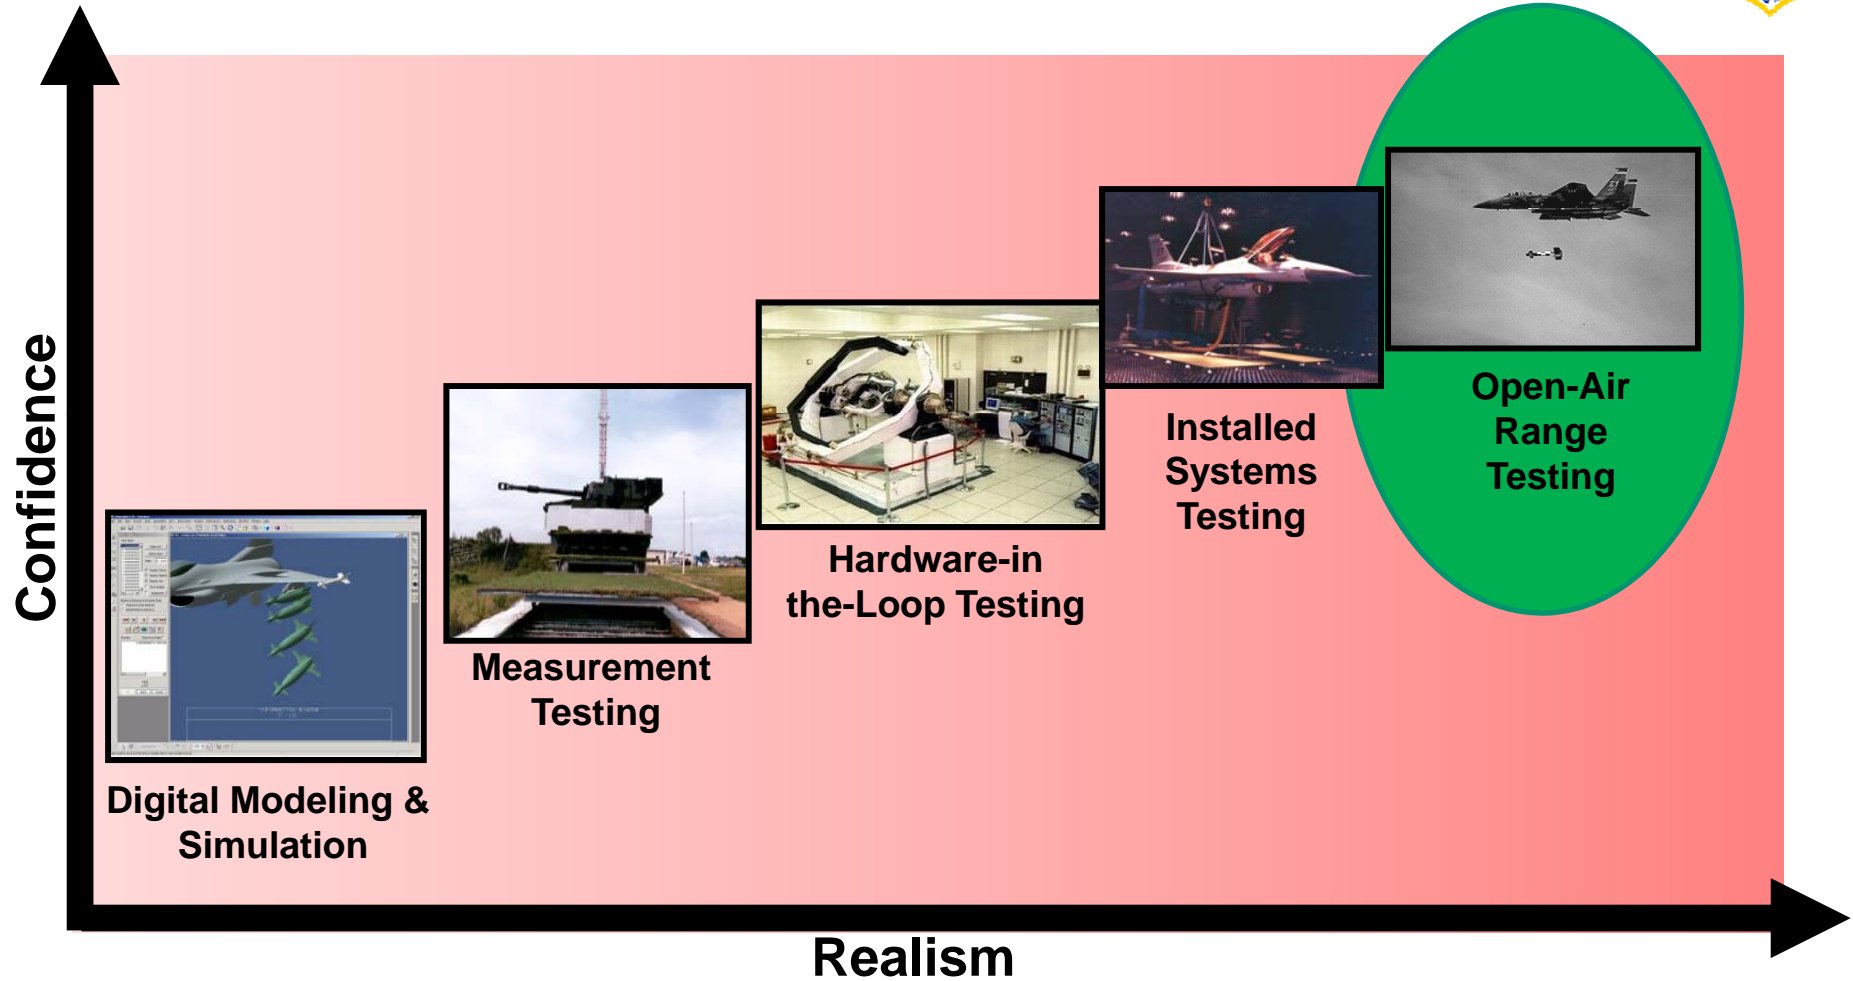 Confidence
Digital Modeling &
Simulation
Measurement
Testing
Hardware-in
the-Loop Testing
Installed
Systems
Testing
Open-Air
Range
Testing
Realism